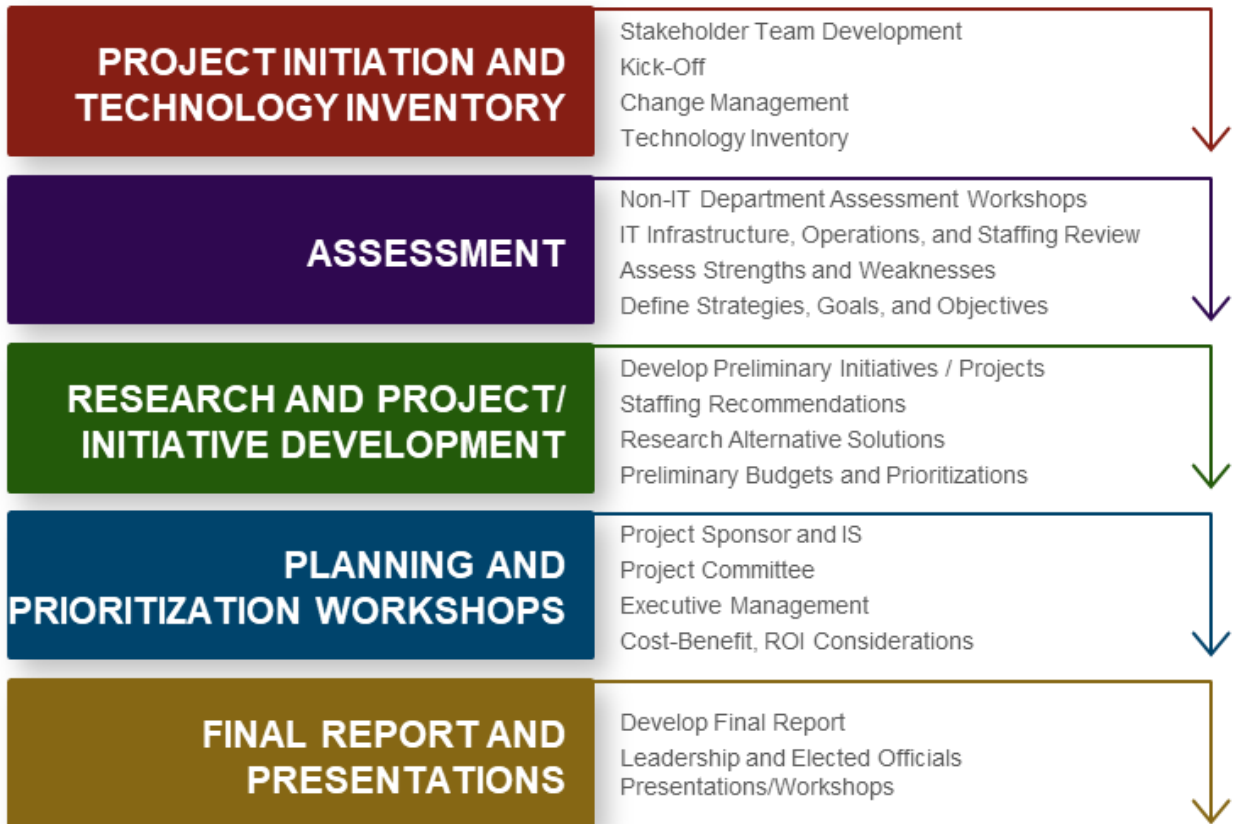 PROJECT INITIATION AND
TECHNOLOGY INVENTORY
Stakeholder Team Development
Kick-Off
Change Management
Technology Inventory
ASSESSMENT
Non-IT Department Assessment Workshops
IT Infrastructure, Operations, and Staffing Review
Assess Strengths and Weaknesses
Define Strategies, Goals, and Objectives
RESEARCH AND PROJECT/
INITIATIVE DEVELOPMENT
Develop Preliminary Initiatives / Projects
Staffing Recommendations
Research Alternative Solutions
Preliminary Budgets and Prioritizations
PLANNING AND
PRIORITIZATION WORKSHOPS
Project Sponsor and IS
Project Committee
Executive Management
Cost-Benefit, ROI Considerations
FINAL REPORT AND
PRESENTATIONS
Develop Final Report
Leadership and Elected Officials
Presentations/Workshops